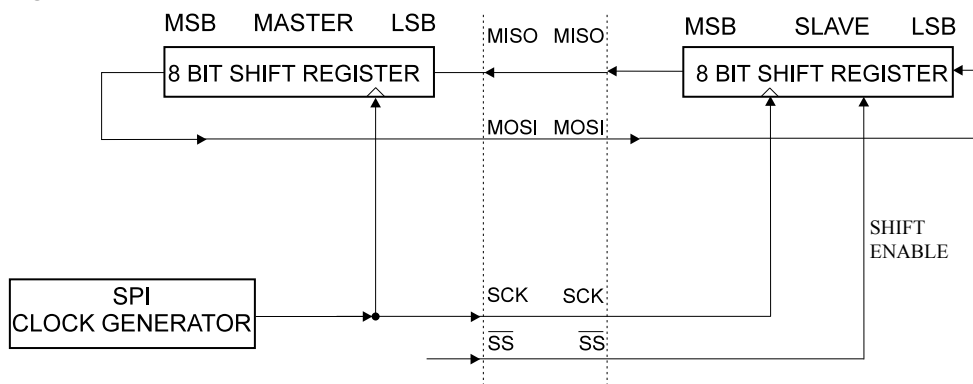 MSB MASTER LSB
MISO MISO
MSB SLAVE LSB
8 BIT SHIFT REGISTER
8 BIT SHIFT REGISTER
MOSI MOSI
SHIFT
ENABLE
SPI
CLOCK GENERATOR
SCK SCK
SS SS